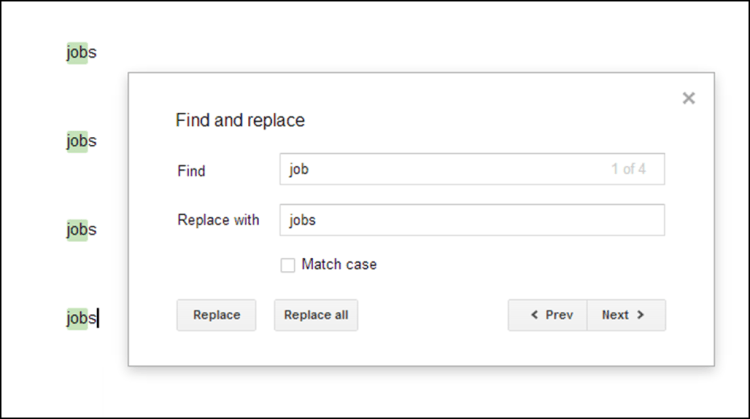 jobs
Find and replace
jobs
Find
job
1 of 4
Replace with
jobs
jobs
Match case
Replace
Replace all
Prev
Next
jobs